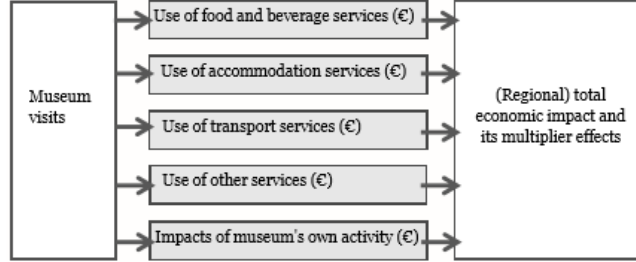 Museum
visits
Use of food and beverage services (€)
Use of accommodation services (€)
Use of transport services (€)
Use of other services (€)
Impacts of museum's own activity (€)
(Regional) total
economic impact and
its multiplier effects